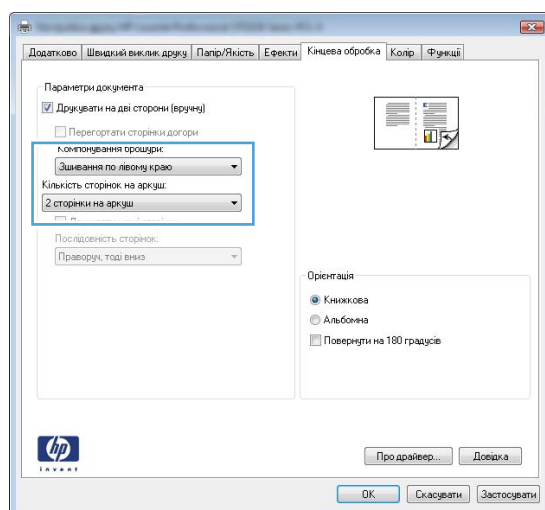 Додатково Швидкий виклик друку Папір/Якість Ефекти Кінцева обробка Колір Функції
Параметри документа
Друкувати на дві сторони (вручну)
Перегортати сторінки догори
Компонування брошури:
Зшивання по лівому краю
Кількість сторінок на аркуш:
2 сторінки на аркуш
Послідовність сторінок:
Праворуч, тоді вниз
Орієнтація
Книжкова
Альбомна
Повернути на 180 градусів
hp
invent
Про драйвер... Довідка
OK Скасувати Застосувати